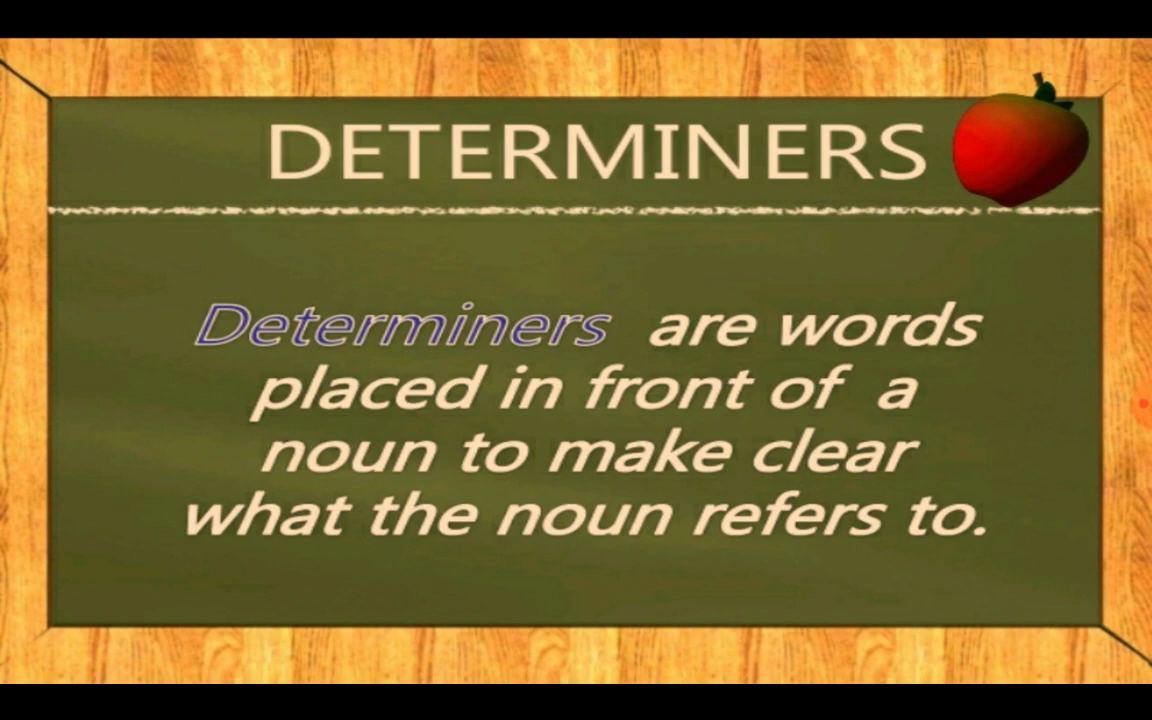 DETERMINERS
Determiners are words
placed in front of a
noun to make clear
what the noun refers to.